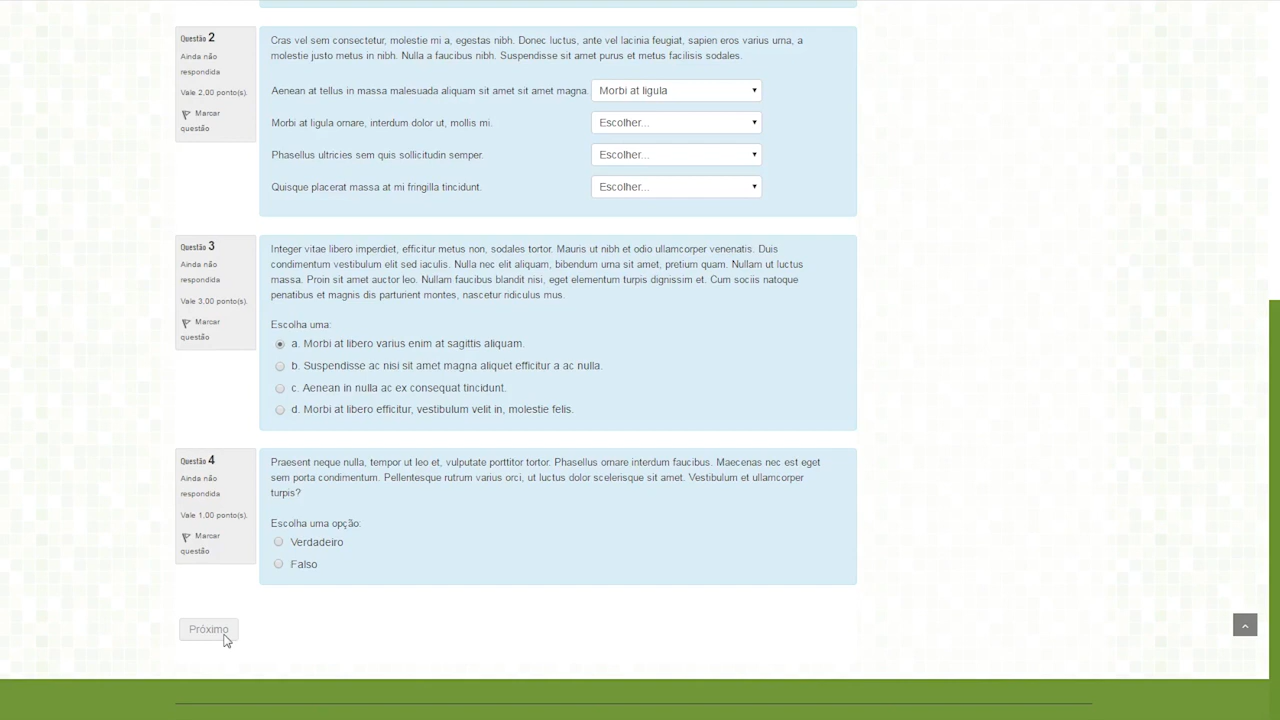 Questão 2
Ainda não
respondida
Vale 2,00 ponto(s).
Marcar
questão
Cras vel sem consectetur, molestie mi a, egestas nibh. Donec luctus, ante vel lacinia feugiat, sapien eros varius urna, a
molestie justo metus in nibh. Nulla a faucibus nibh. Suspendisse sit amet purus et metus facilisis sodales.
Aenean at tellus in massa malesuada aliquam sit amet sit amet magna. Morbi at ligula
Morbi at ligula ornare, interdum dolor ut, mollis mi. Escolher...
Phasellus ultricies sem quis sollicitudin semper. Escolher...
Quisque placerat massa at mi fringilla tincidunt. Escolher...
Questão 3
Ainda não
respondida
Vale 3,00 ponto(s).
Marcar
questão
Integer vitae libero imperdiet, efficitur metus non, sodales tortor. Mauris ut nibh et odio ullamcorper venenatis. Duis
condimentum vestibulum elit sed iaculis. Nulla nec elit aliquam, bibendum urna sit amet, pretium quam. Nullam ut luctus
massa. Proin sit amet auctor leo. Nullam faucibus blandit nisi, eget elementum turpis dignissim et. Cum sociis natoque
penatibus et magnis dis parturient montes, nascetur ridiculus mus.
Escolha uma:
a. Morbi at libero varius enim at sagittis aliquam.
b. Suspendisse ac nisi sit amet magna aliquet efficitur a ac nulla.
c. Aenean in nulla ac ex consequat tincidunt.
d. Morbi at libero efficitur, vestibulum velit in, molestie felis.
Questão 4
Ainda não
respondida
Vale 1,00 ponto(s).
Marcar
questão
Praesent neque nulla, tempor ut leo et, vulputate porttitor tortor. Phasellus ornare interdum faucibus. Maecenas nec est eget
sem porta condimentum. Pellentesque rutrum varius orci, ut luctus dolor scelerisque sit amet. Vestibulum et ullamcorper
turpis?
Escolha uma opção:
Verdadeiro
Falso
Próximo